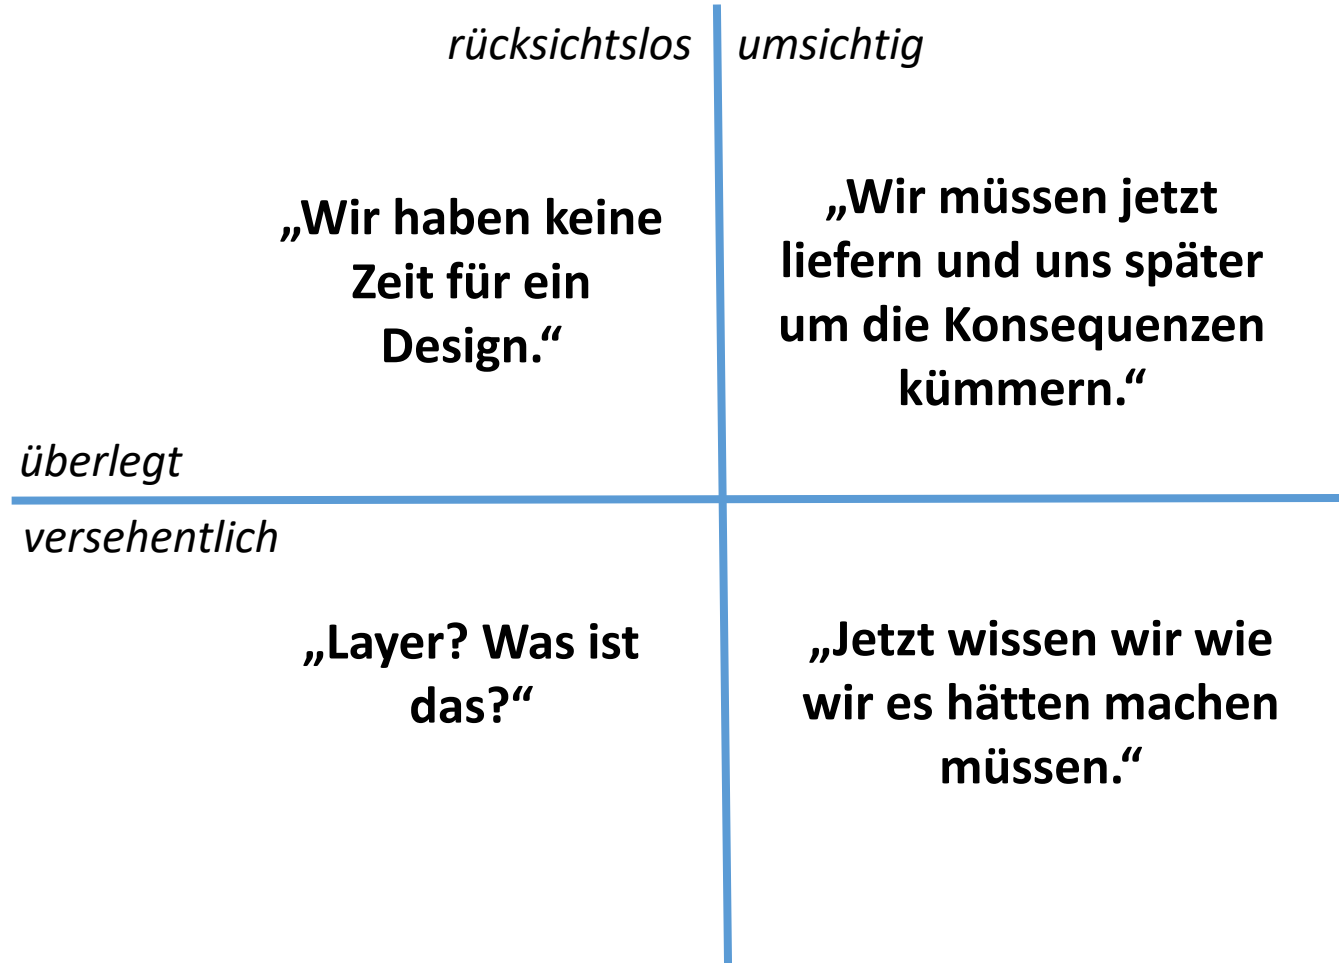 rücksichtslos
umsichtig
„Wir haben keine
Zeit für ein
Design.“
„Wir müssen jetzt
liefern und uns später
um die Konsequenzen
kümmern.“
überlegt
versehentlich
„Layer? Was ist
das?“
„Jetzt wissen wir wie
wir es hätten machen
müssen.“